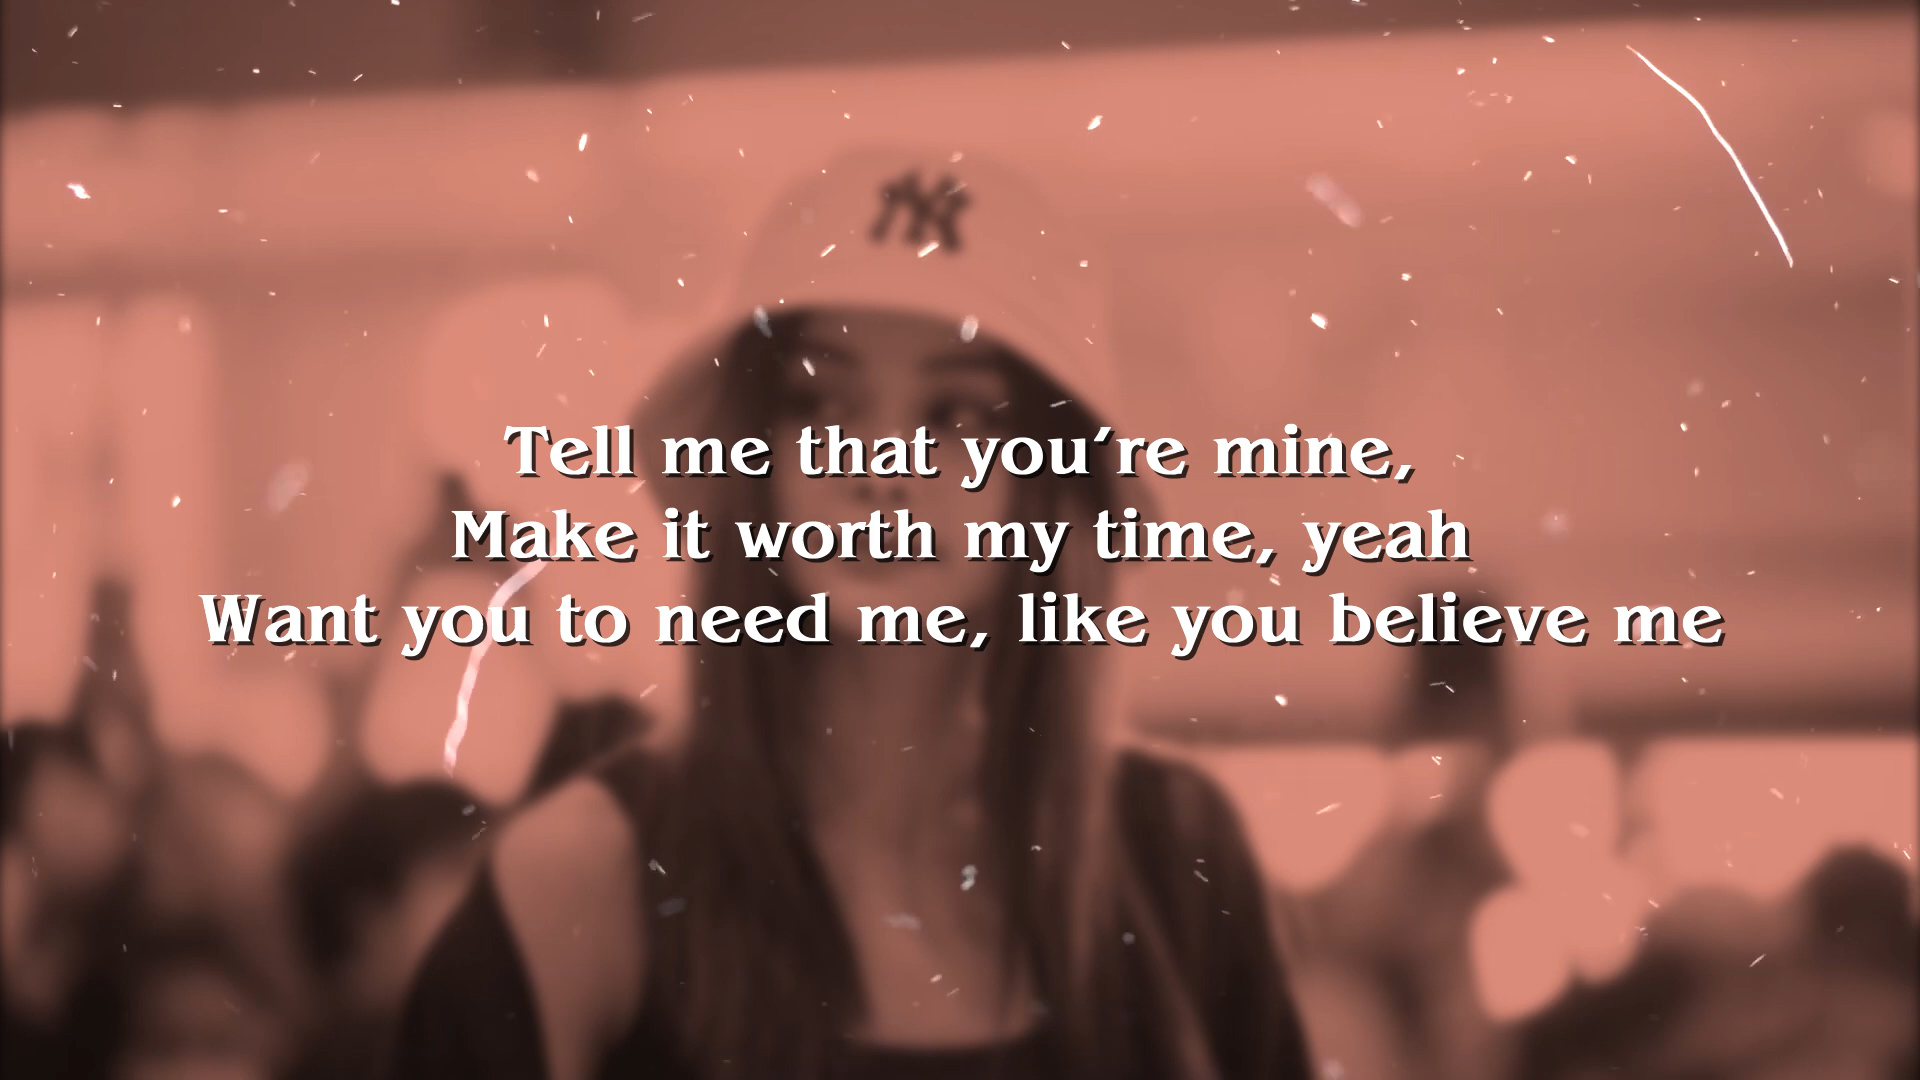 NY
Tell me that you're mine,
Make it worth my time, yeah
Want you to need me, like you believe me